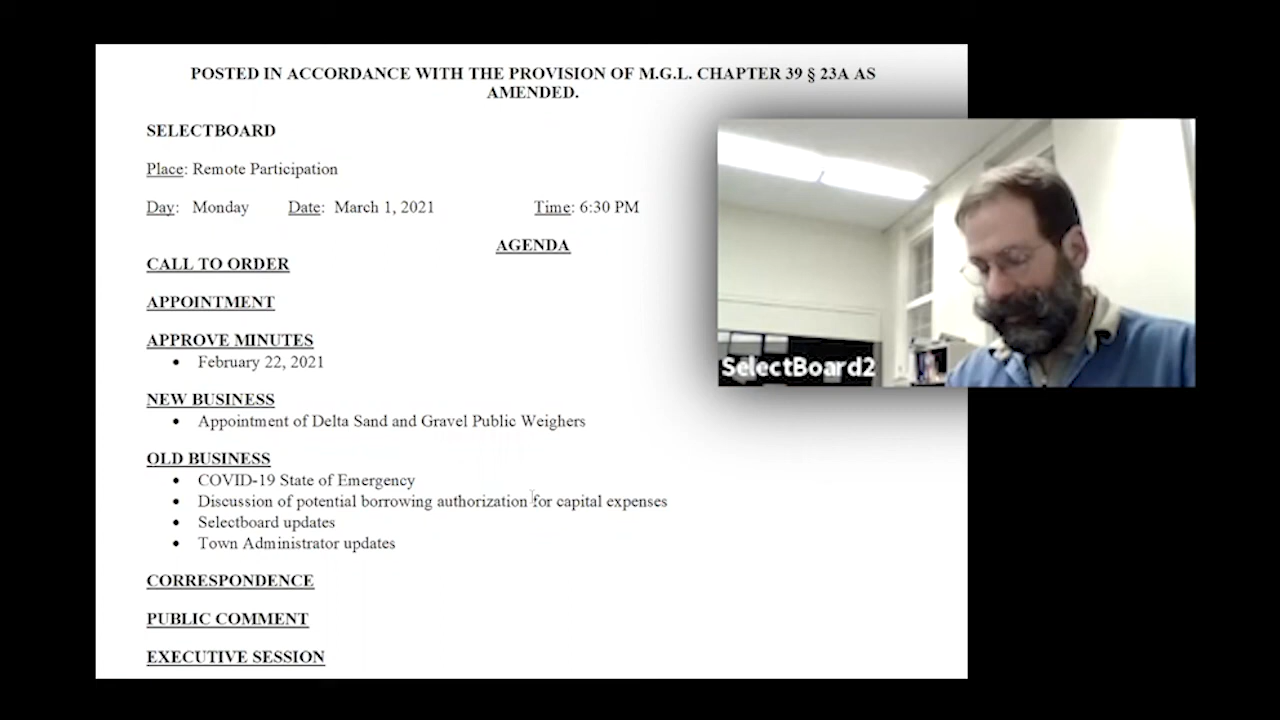 POSTED IN ACCORDANCE WITH THE PROVISION OF M.G.L. CHAPTER 39 § 23A AS
AMENDED.
SELECTBOARD
Place: Remote Participation
Day: Monday Date: March 1, 2021 Time: 6:30 PM
AGENDA
CALL TO ORDER
APPOINTMENT
APPROVE MINUTES
• February 22, 2021
NEW BUSINESS
• Appointment of Delta Sand and Gravel Public Weighers
OLD BUSINESS
• COVID-19 State of Emergency
• Discussion of potential borrowing authorization for capital expenses
• Selectboard updates
• Town Administrator updates
CORRESPONDENCE
PUBLIC COMMENT
EXECUTIVE SESSION
SelectBoard2